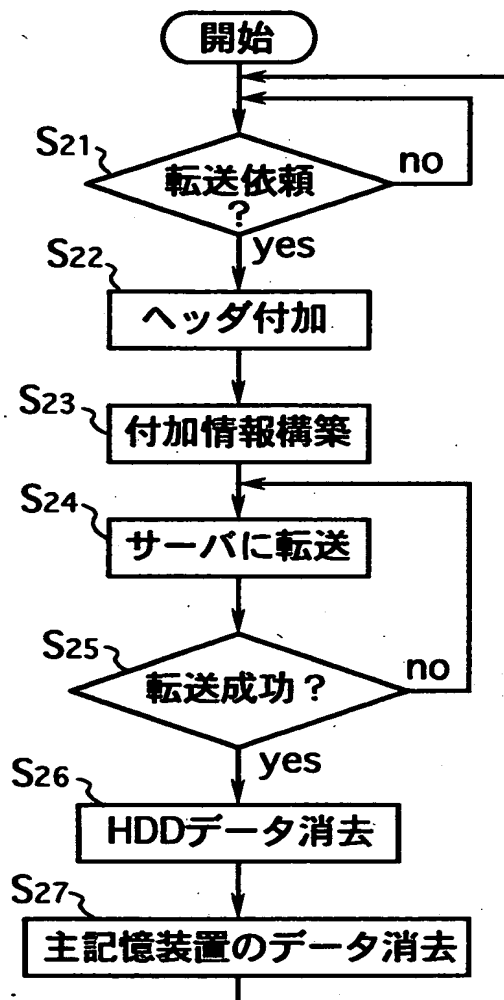 開始
S21
転送依頼
?
no
yes
S22
ヘッダ付加
S23
付加情報構築
S24
サーバに転送
S25
転送成功?
no
yes
S26
HDDデータ消去
S27
主記憶装置のデータ消去